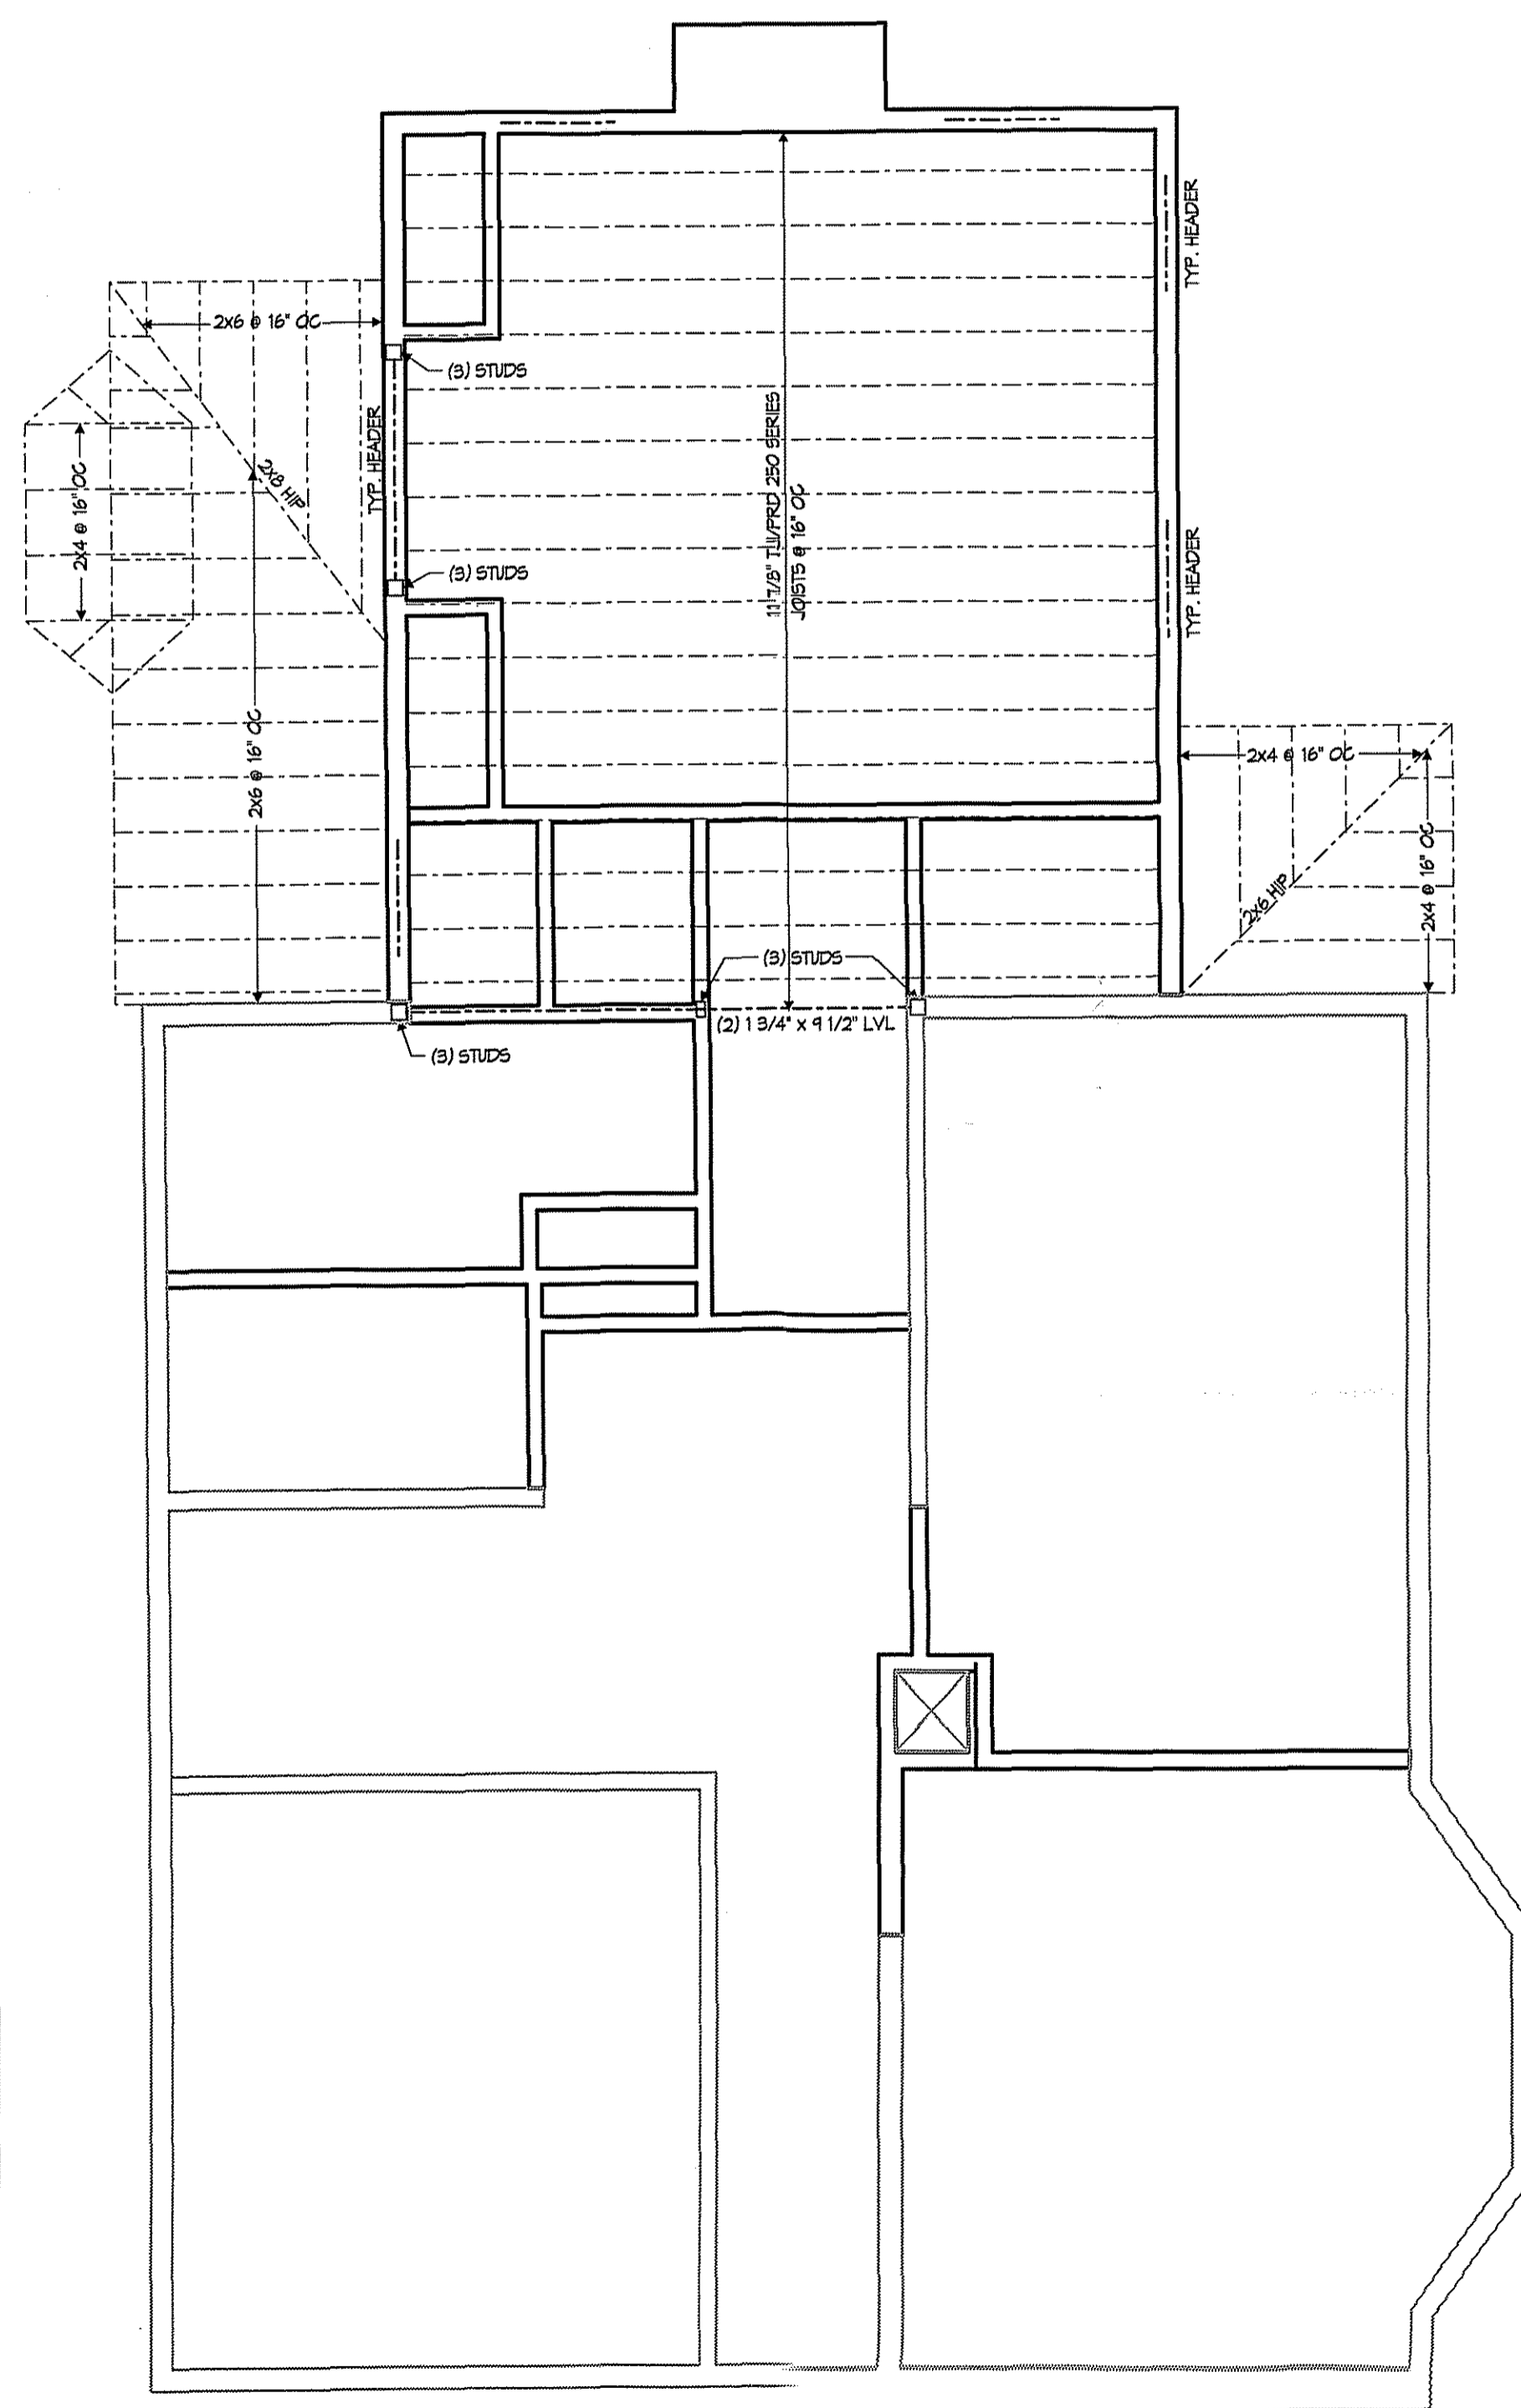 TYP. HEADER
2x6 @ 16" OC
(3) STUDS
TYP. HEADER
2x8 HIP
2x4 @ 16" OC
11 7/8" TJI/PRO 250 SERIES
JOISTS @ 16" OC
(3) STUDS
TYP. HEADER
2x6 @ 16" OC
2x4 @ 16" OC
2x4 @ 16" OC
2x6 HIP
(3) STUDS
(2) 1 3/4" x 9 1/2" LVL
(3) STUDS